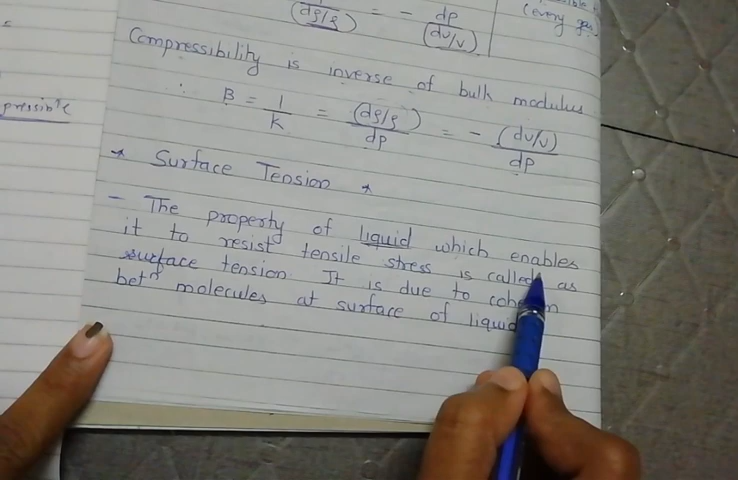 (dρ/ρ) = - dp (dv/v)
(every gas)
Compressibility is inverse of bulk modulus
∴ B = 1/K = (dρ/ρ)/dp = - (dv/v)/dp
* Surface Tension *
- The property of liquid which enables
it to resist tensile stress is called as
surface tension. It is due to
betⁿ molecules at surface of liquid